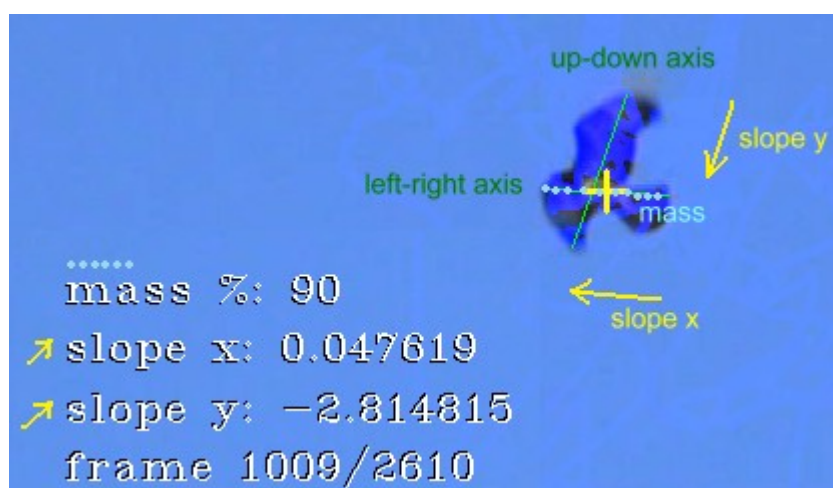 up-down axis
slope y
left-right axis
mass
slope x
mass %: 90
slope x: 0.047619
slope y: -2.814815
frame 1009/2610